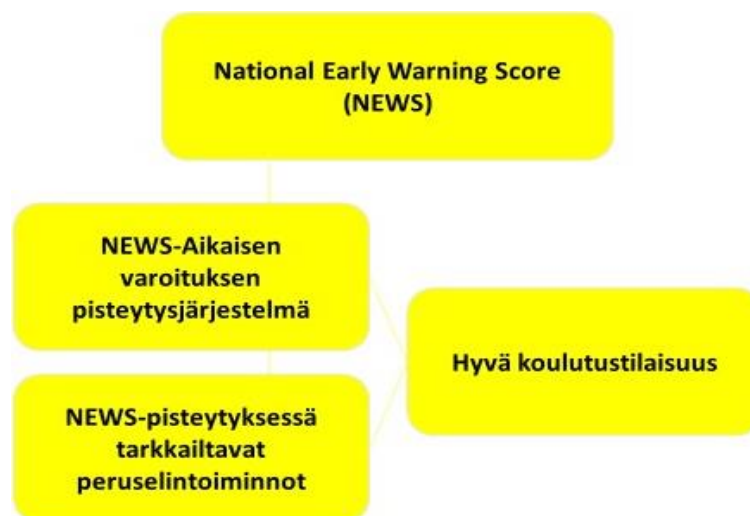 National Early Warning Score
(NEWS)
NEWS-Aikaisen
varoituksen
pisteytysjärjestelmä
Hyvä koulutustilaisuus
NEWS-pisteytyksessä
tarkkailtavat
peruselintoiminnot